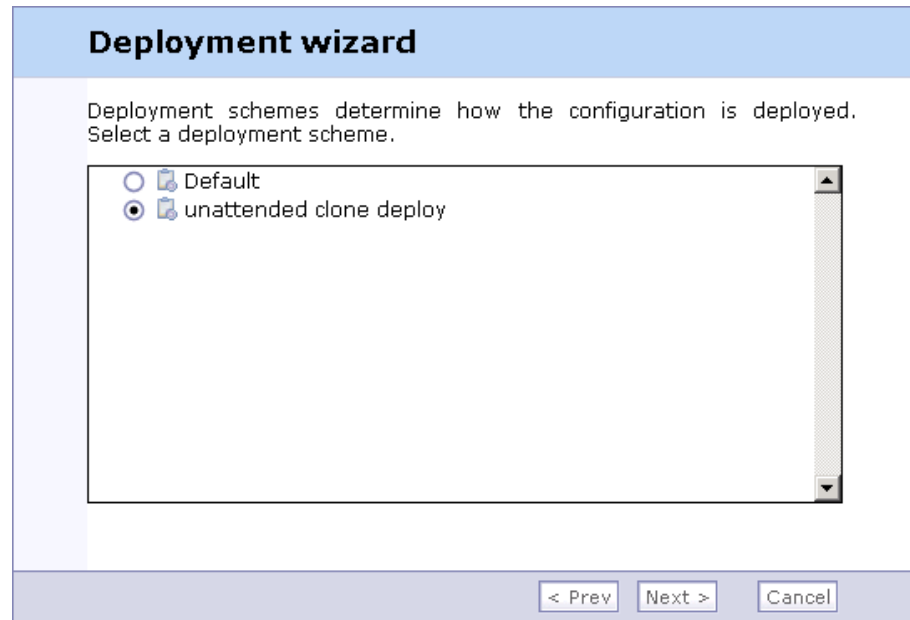 Deployment wizard
Deployment schemes determine how the configuration is deployed.
Select a deployment scheme.
Default
unattended clone deploy
< Prev
Next >
Cancel